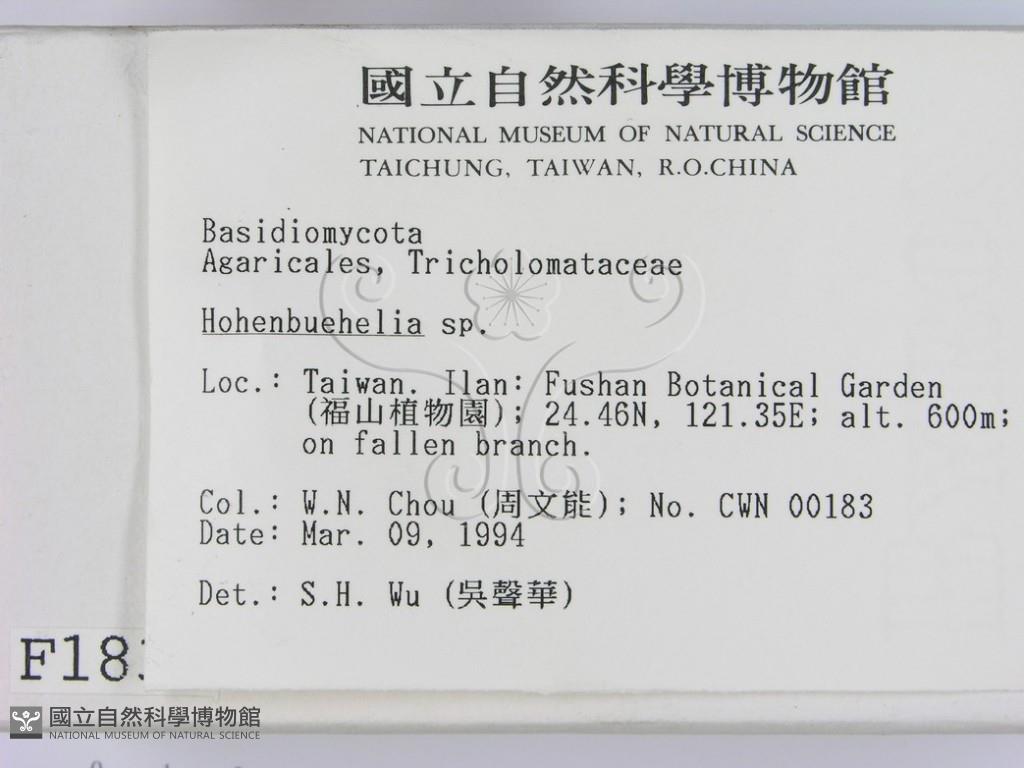 國立自然科學博物館
NATIONAL MUSEUM OF NATURAL SCIENCE
TAICHUNG, TAIWAN, R.O.CHINA
Basidiomycota
Agaricales, Tricholomataceae
Hohenbuehelia sp.
Loc.: Taiwan. Ilan: Fushan Botanical Garden
(福山植物園); 24.46N, 121.35E; alt. 600m;
on fallen branch.
Col.: W.N. Chou (周文能); No. CWN 00183
Date: Mar. 09, 1994
Det.: S.H. Wu (吳聲華)
F18
國立自然科學博物館
NATIONAL MUSEUM OF NATURAL SCIENCE